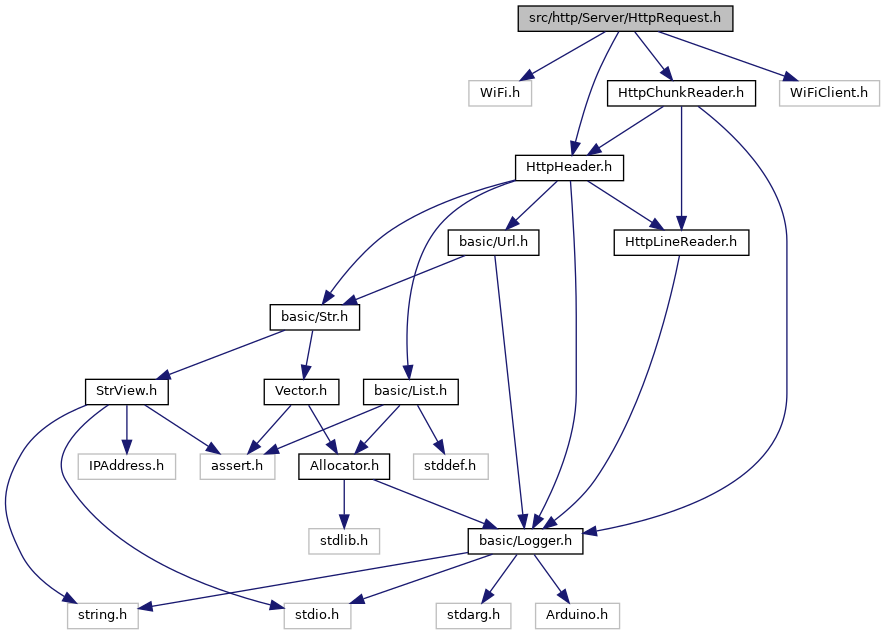 src/http/Server/HttpRequest.h
WiFi.h
HttpChunkReader.h
WiFiClient.h
HttpHeader.h
basic/Url.h
HttpLineReader.h
basic/Str.h
StrView.h
Vector.h
basic/List.h
IPAddress.h
assert.h
Allocator.h
stddef.h
stdlib.h
basic/Logger.h
string.h
stdio.h
stdarg.h
Arduino.h